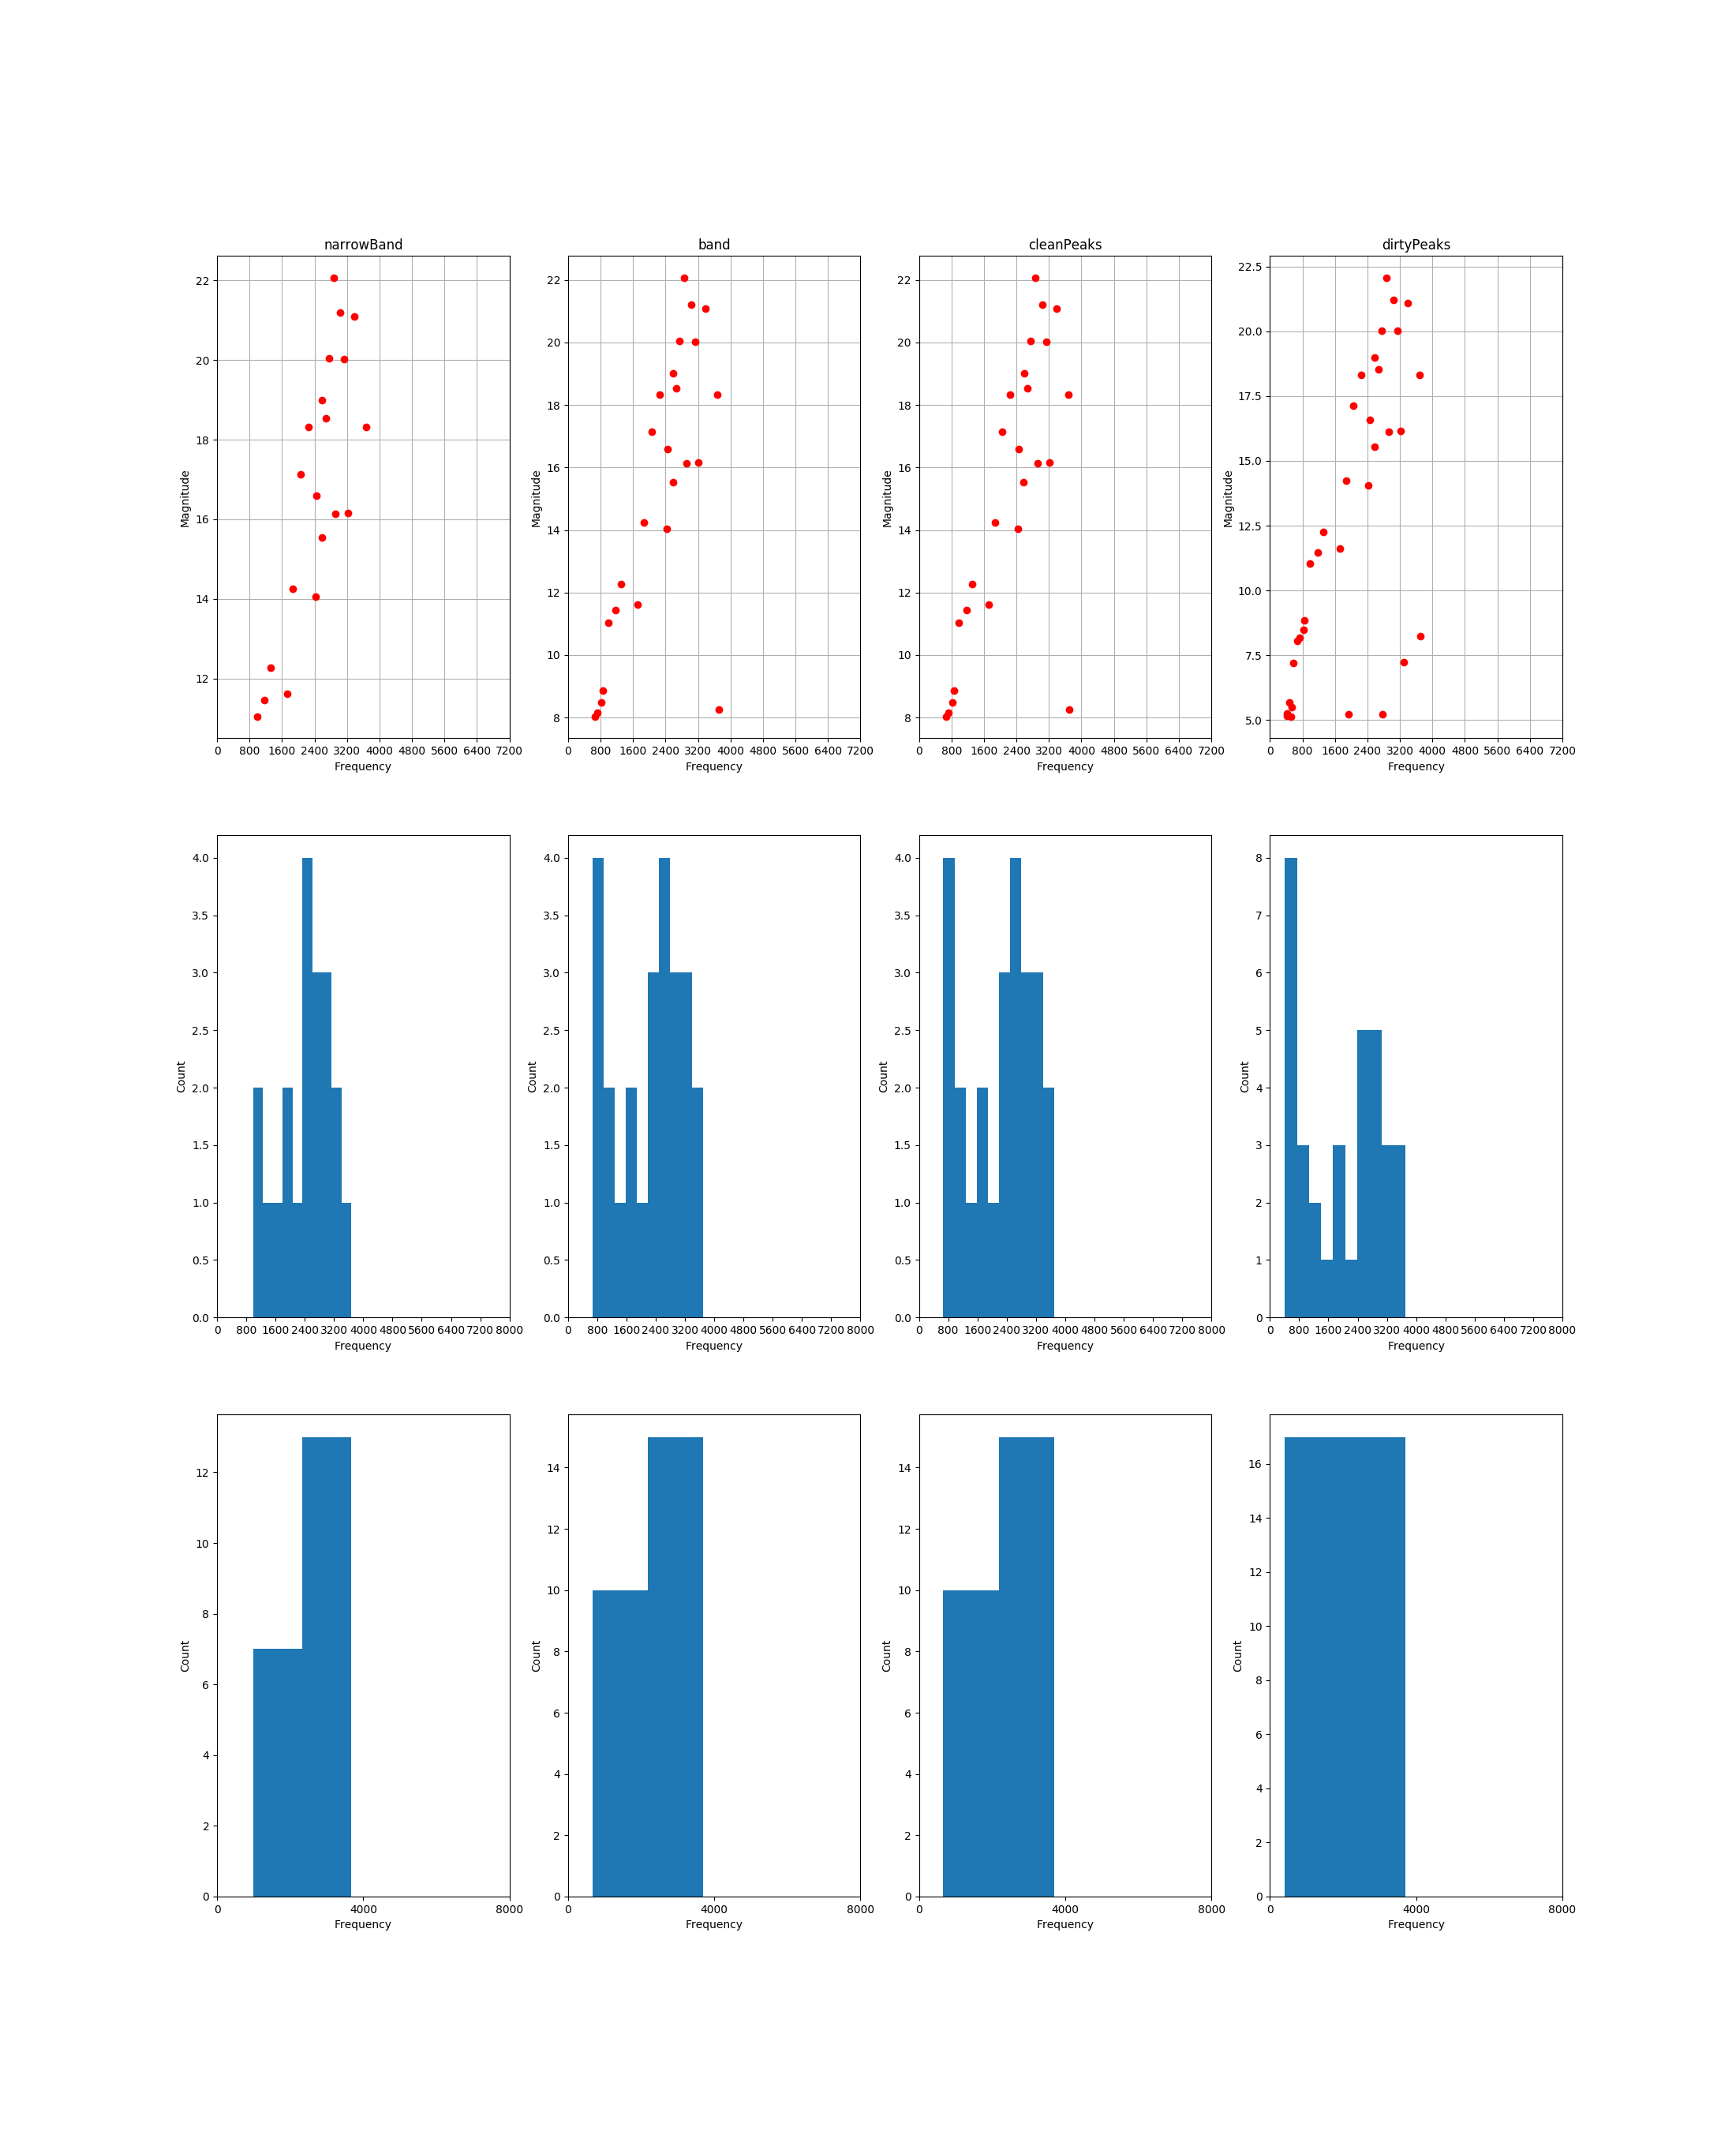 narrowBand band cleanPeaks dirtyPeaks
22 22 22 22.5
20 20 20 20.0
18 18 18 17.5
16 16 16 15.0
14 14 14 12.5
12 12 12 10.0
10 10 7.5
8 8 5.0
Magnitude Magnitude Magnitude Magnitude
0 800 1600 2400 3200 4000 4800 5600 6400 7200 0 800 1600 2400 3200 4000 4800 5600 6400 7200 0 800 1600 2400 3200 4000 4800 5600 6400 7200 0 800 1600 2400 3200 4000 4800 5600 6400 7200
Frequency Frequency Frequency Frequency
4.0 4.0 4.0 8
3.5 3.5 3.5 7
3.0 3.0 3.0 6
2.5 2.5 2.5 5
2.0 2.0 2.0 4
1.5 1.5 1.5 3
1.0 1.0 1.0 2
0.5 0.5 0.5 1
0.0 0.0 0.0 0
Count Count Count Count
0 800 1600 2400 3200 4000 4800 5600 6400 7200 8000 0 800 1600 2400 3200 4000 4800 5600 6400 7200 8000 0 800 1600 2400 3200 4000 4800 5600 6400 7200 8000 0 800 1600 2400 3200 4000 4800 5600 6400 7200 8000
Frequency Frequency Frequency Frequency
12 14 14 16
10 12 12 14
8 10 10 12
6 8 8 10
4 6 6 8
2 4 4 6
0 2 2 4
0 0 2
0
Count Count Count Count
0 4000 8000 0 4000 8000 0 4000 8000 0 4000 8000
Frequency Frequency Frequency Frequency